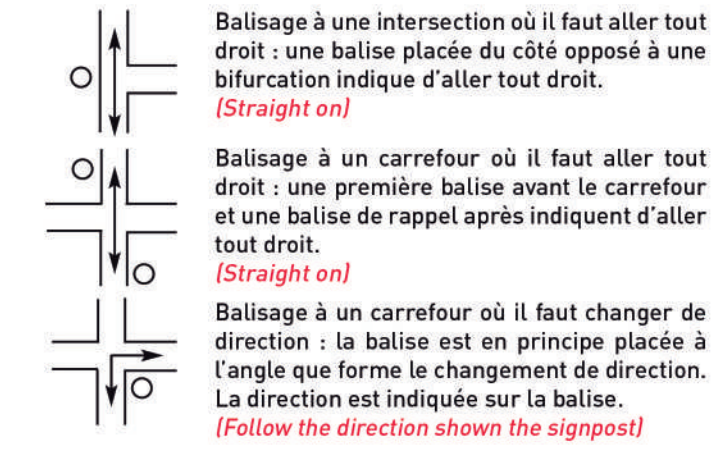 Balisage à une intersection où il faut aller tout
droit : une balise placée du côté opposé à une
bifurcation indique d'aller tout droit.
(Straight on)
Balisage à un carrefour où il faut aller tout
droit : une première balise avant le carrefour
et une balise de rappel après indiquent d'aller
tout droit.
(Straight on)
Balisage à un carrefour où il faut changer de
direction : la balise est en principe placée à
l'angle que forme le changement de direction.
La direction est indiquée sur la balise.
(Follow the direction shown the signpost)